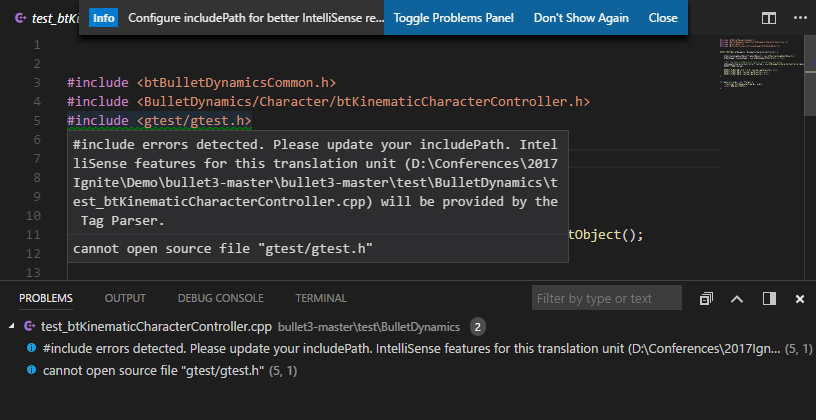 test_btKi
Info Configure includePath for better IntelliSense re... Toggle Problems Panel Don't Show Again Close
1
2
3 #include <btBulletDynamicsCommon.h>
4 #include <BulletDynamics/Character/btKinematicCharacterController.h>
5 #include <gtest/gtest.h>
6
#include errors detected. Please update your includePath. Intel
7
lliSense features for this translation unit (D:\Conferences\2017
8
Ignite\Demo\bullet3-master\bullet3-master\test\BulletDynamics\t
9
est_btKinematicCharacterController.cpp) will be provided by the
10
Tag Parser.
11 tObject();
cannot open source file "gtest/gtest.h"
12
13
PROBLEMS OUTPUT DEBUG CONSOLE TERMINAL Filter by type or text
test_btKinematicCharacterController.cpp bullet3-master\test\BulletDynamics 2
#include errors detected. Please update your includePath. IntelliSense features for this translation unit (D:\Conferences\2017Ign... (5, 1)
cannot open source file "gtest/gtest.h" (5, 1)